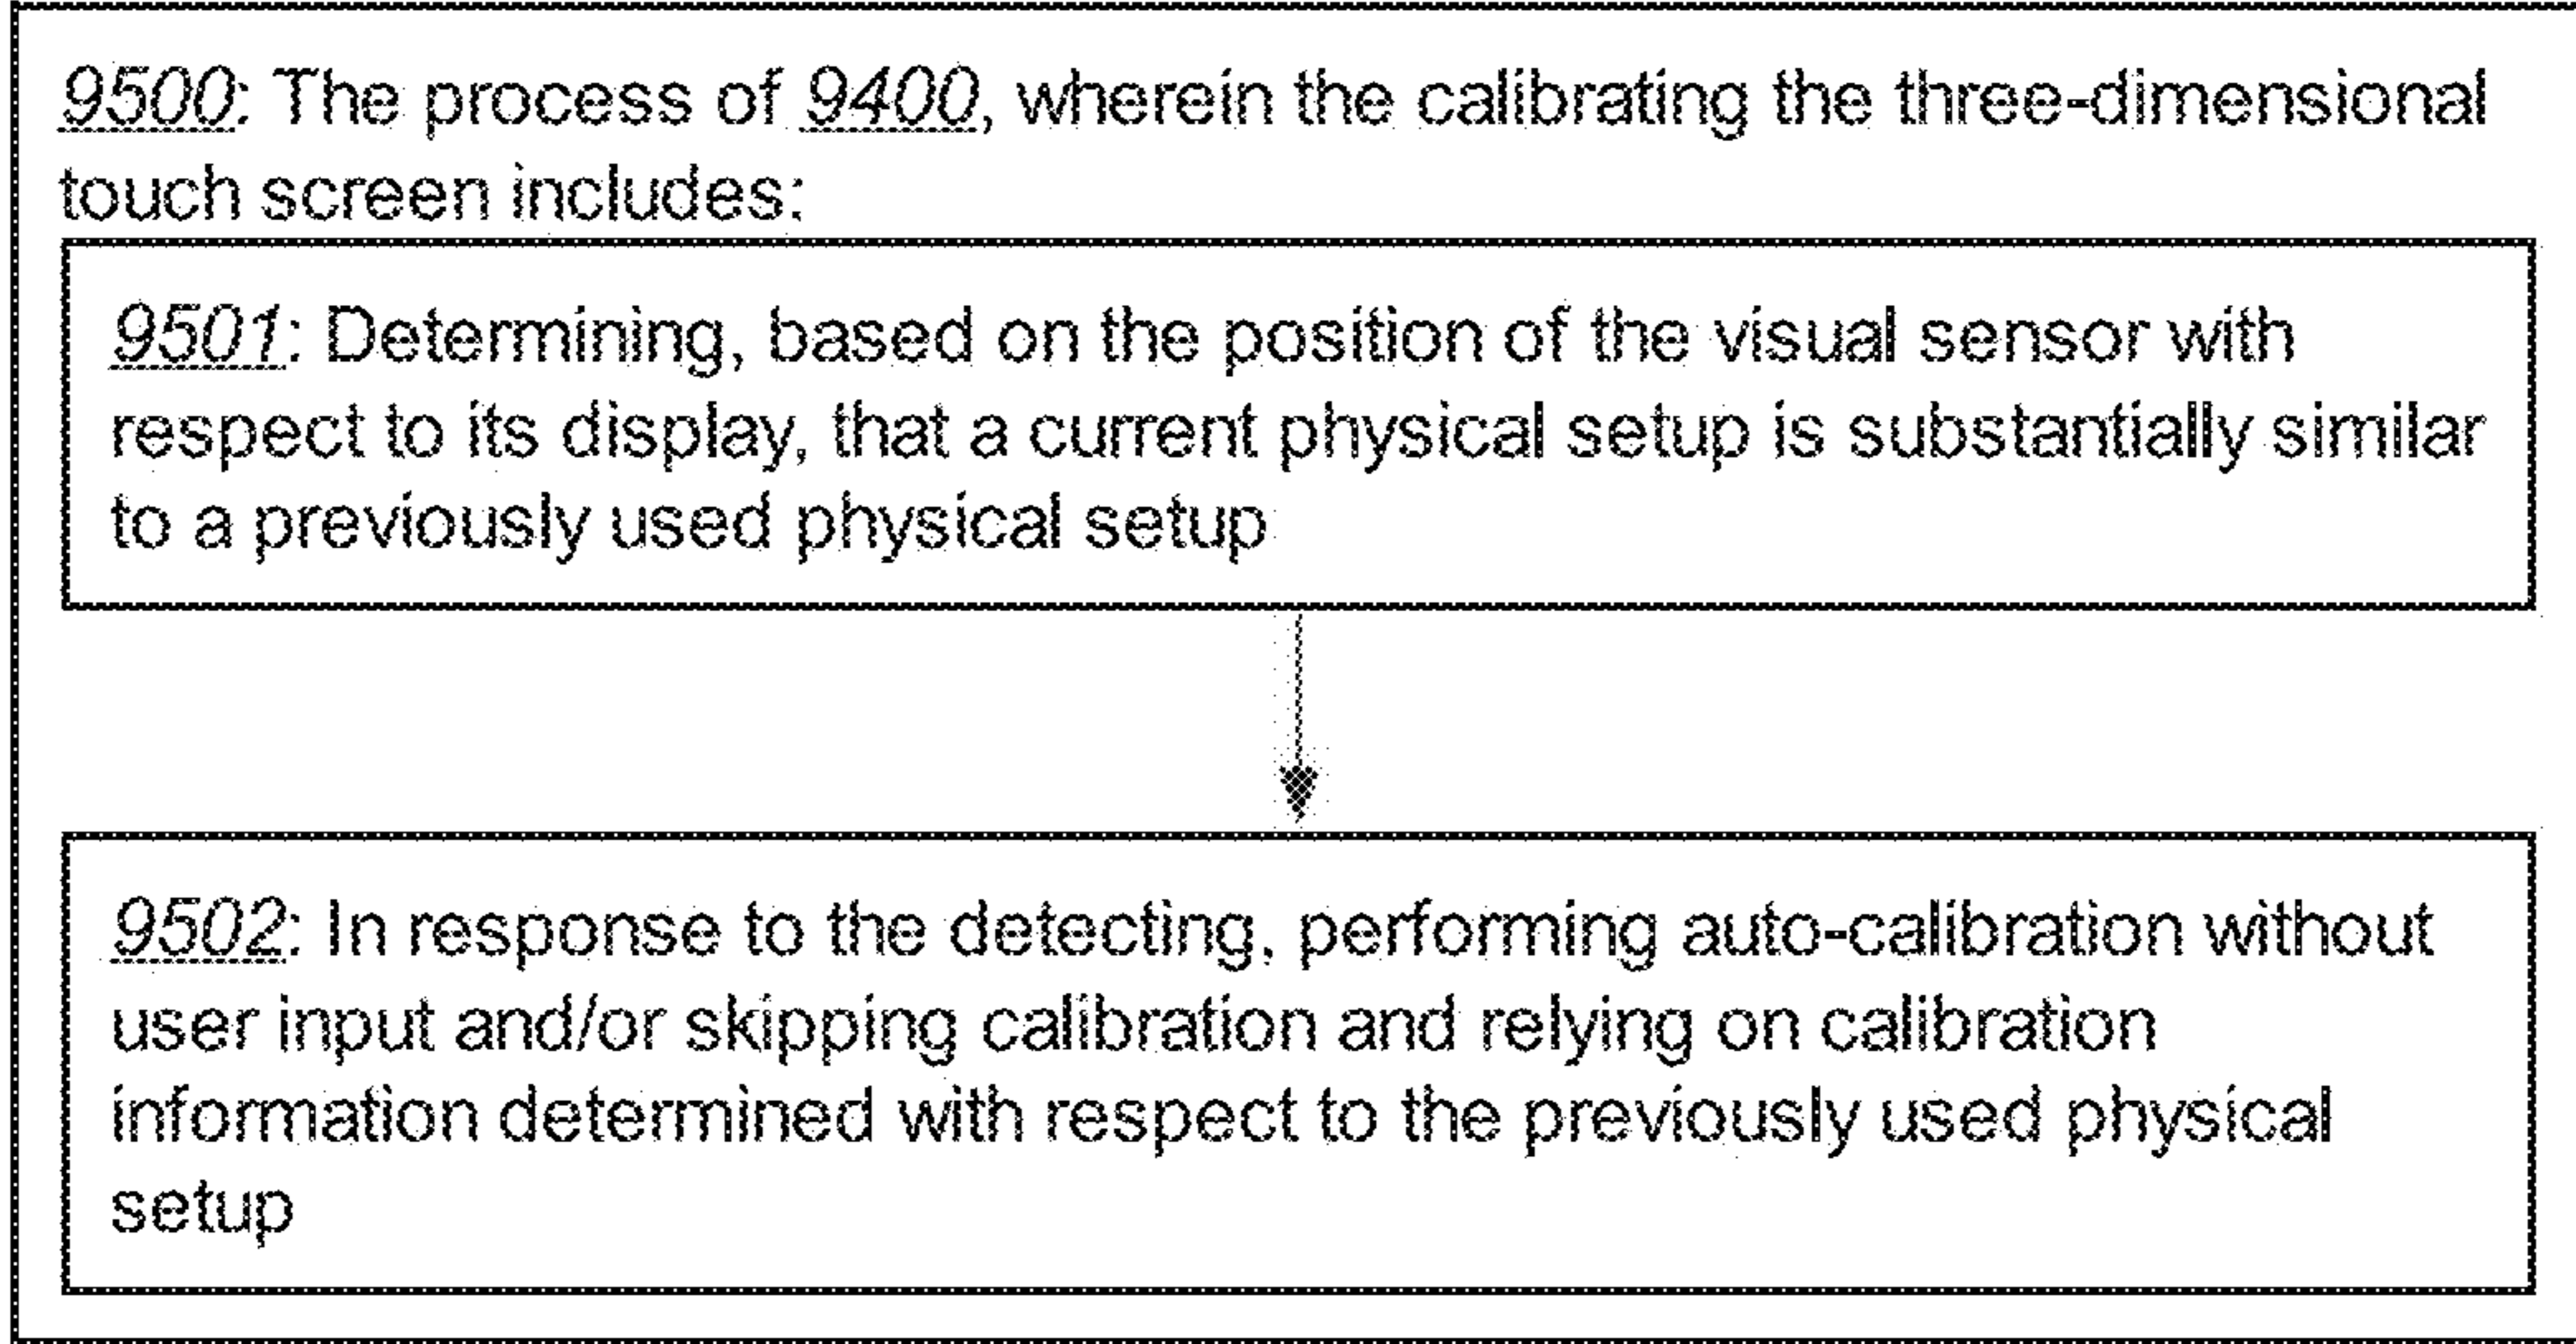 9500: The process of 9400, wherein the calibrating the three-dimensional
touch screen includes:
9501: Determining, based on the position of the visual sensor with
respect to its display, that a current physical setup is substantially similar
to a previously used physical setup
9502: In response to the detecting, performing auto-calibration without
user input and/or skipping calibration and relying on calibration
information determined with respect to the previously used physical
setup